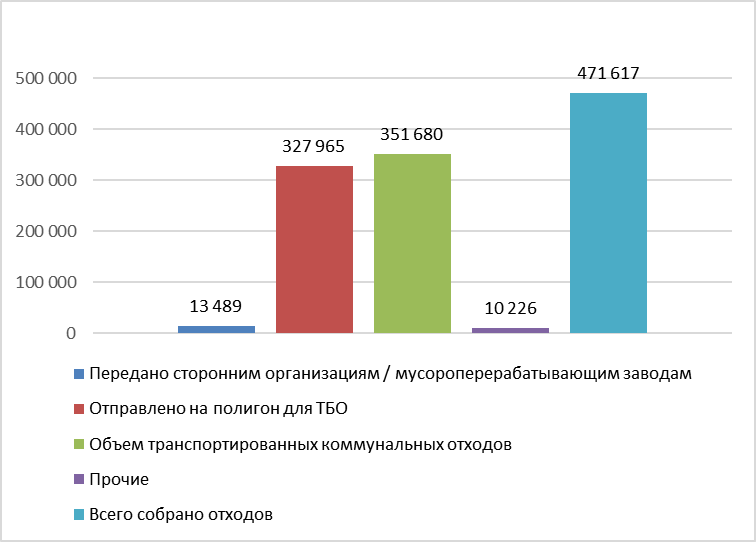 471 617
500 000
400 000
351 680
327 965
300 000
200 000
100 000
13 489
10 226
0
Передано сторонним организациям / мусороперерабатывающим заводам
Отправлено на полигон для ТБО
Объем транспортированных коммунальных отходов
Прочие
Всего собрано отходов